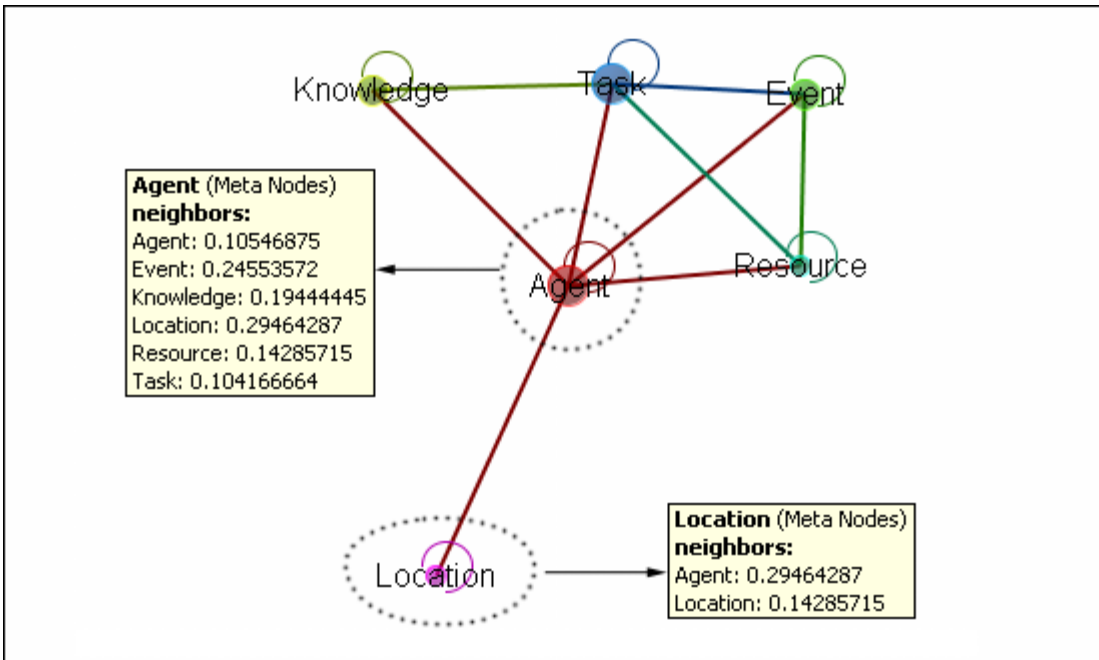 Knowledge
Task
Event
Agent (Meta Nodes)
neighbors:
Agent: 0.10546875
Event: 0.24553572
Knowledge: 0.19444445
Location: 0.29464287
Resource: 0.14285715
Task: 0.104166664
Agent
Resource
Location
Location (Meta Nodes)
neighbors:
Agent: 0.29464287
Location: 0.14285715